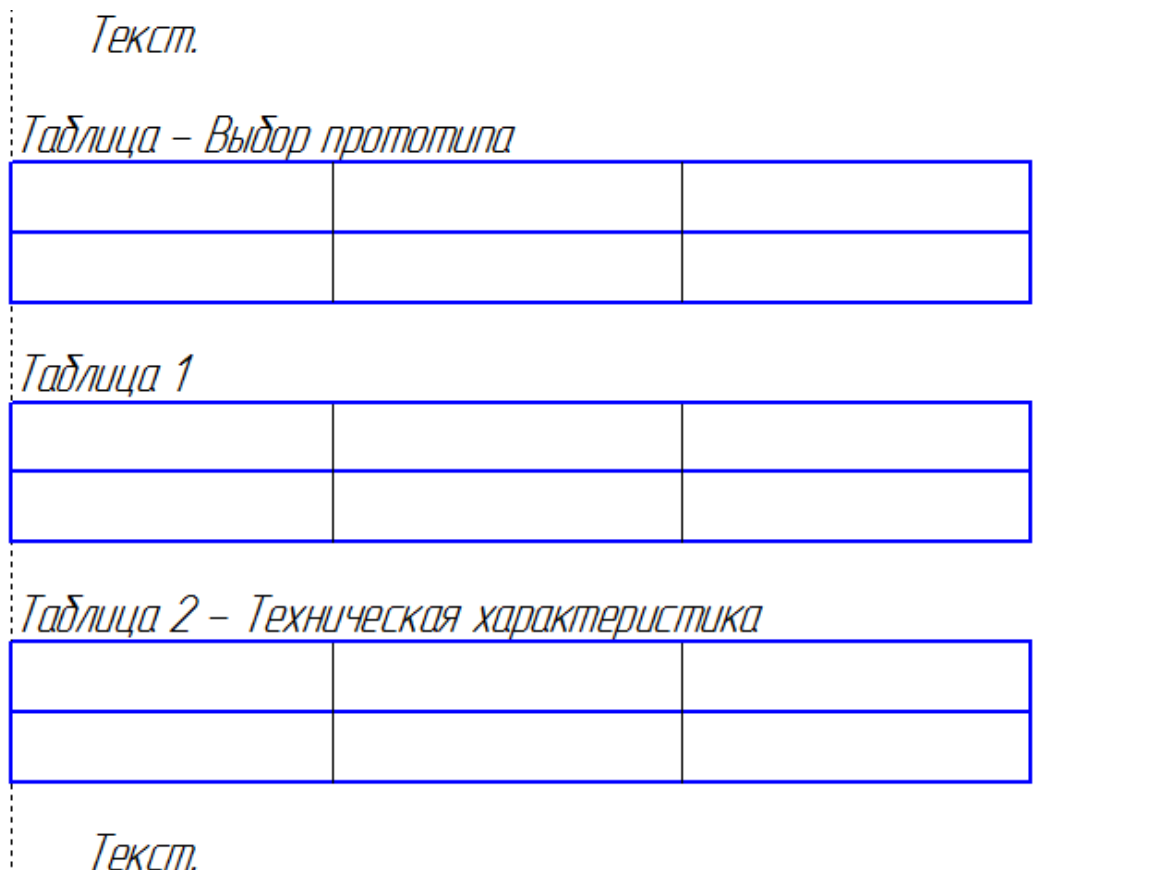 Текст.
Таблица – Выбор прототипа
Таблица 1
Таблица 2 – Техническая характеристика
Текст.